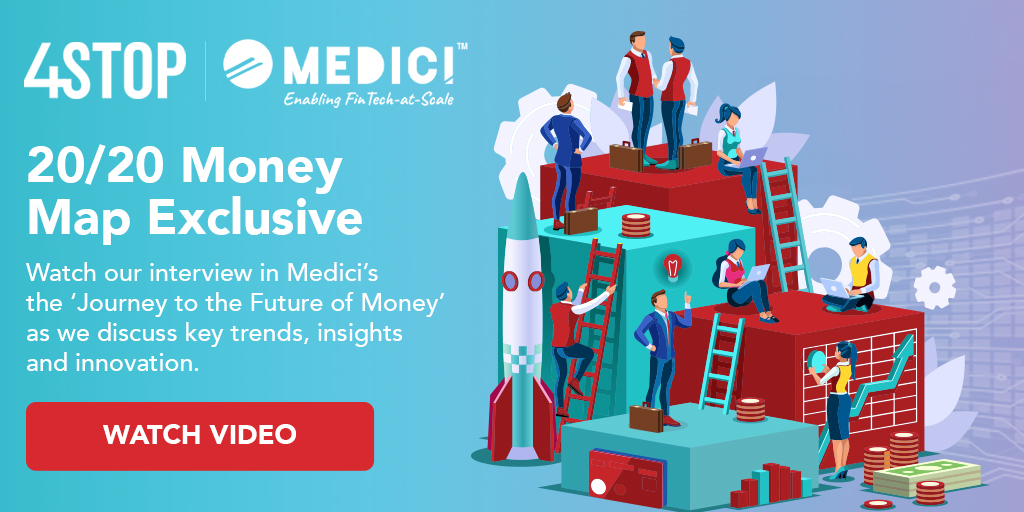 4STOP
MEDICI™
Enabling FinTech-at-Scale
20/20 Money
Map Exclusive
Watch our interview in Medici’s
the ‘Journey to the Future of Money’
as we discuss key trends, insights
and innovation.
WATCH VIDEO